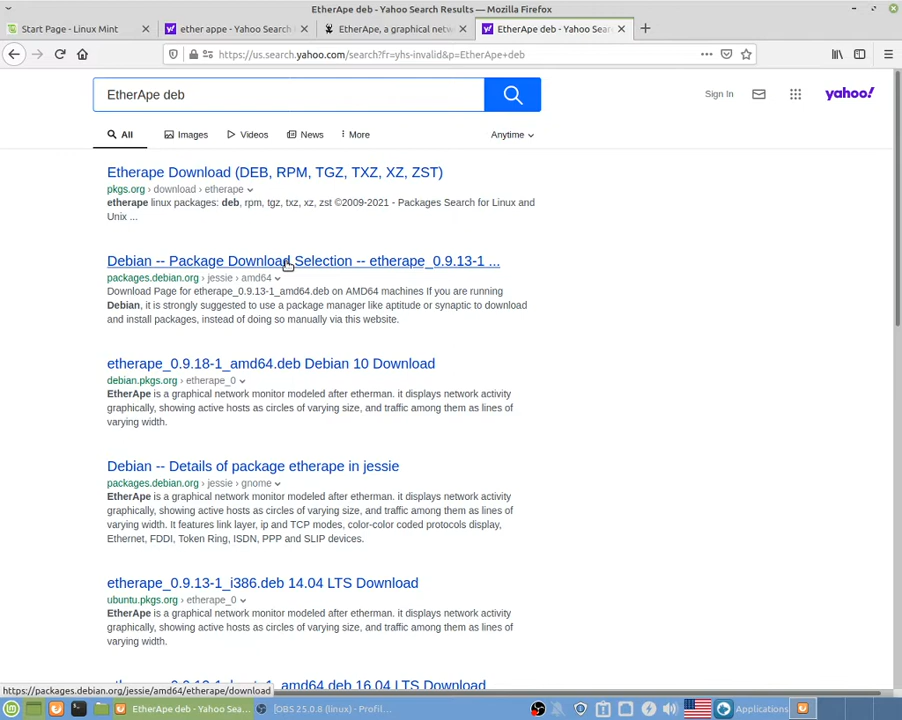 EtherApe deb - Yahoo Search Results — Mozilla Firefox
Start Page - Linux Mint
ether appe - Yahoo Search
EtherApe, a graphical netw
EtherApe deb - Yahoo Sear
https://us.search.yahoo.com/search?fr=yhs-invalid&p=EtherApe+deb
EtherApe deb
Sign In
yahoo!
All
Images
Videos
News
More
Anytime
Etherape Download (DEB, RPM, TGZ, TXZ, XZ, ZST)
pkgs.org › download › etherape
etherape linux packages: deb, rpm, tgz, txz, xz, zst ©2009-2021 - Packages Search for Linux and
Unix ...
Debian -- Package Download Selection -- etherape_0.9.13-1 ...
packages.debian.org › jessie › amd64
Download Page for etherape_0.9.13-1_amd64.deb on AMD64 machines If you are running
Debian, it is strongly suggested to use a package manager like aptitude or synaptic to download
and install packages, instead of doing so manually via this website.
etherape_0.9.18-1_amd64.deb Debian 10 Download
debian.pkgs.org › etherape_0
EtherApe is a graphical network monitor modeled after etherman. it displays network activity
graphically, showing active hosts as circles of varying size, and traffic among them as lines of
varying width.
Debian -- Details of package etherape in jessie
packages.debian.org › jessie › gnome
EtherApe is a graphical network monitor modeled after etherman. it displays network activity
graphically, showing active hosts as circles of varying size, and traffic among them as lines of
varying width. It features link layer, ip and TCP modes, color-color coded protocols display,
Ethernet, FDDI, Token Ring, ISDN, PPP and SLIP devices.
etherape_0.9.13-1_i386.deb 14.04 LTS Download
ubuntu.pkgs.org › etherape_0
EtherApe is a graphical network monitor modeled after etherman. it displays network activity
graphically, showing active hosts as circles of varying size, and traffic among them as lines of
varying width.
amd64.deb 16.04 LTS Download
https://packages.debian.org/jessie/amd64/etherape/download
EtherApe deb - Yahoo Sea...
OBS 25.0.8 (linux) - Profil...
Applications